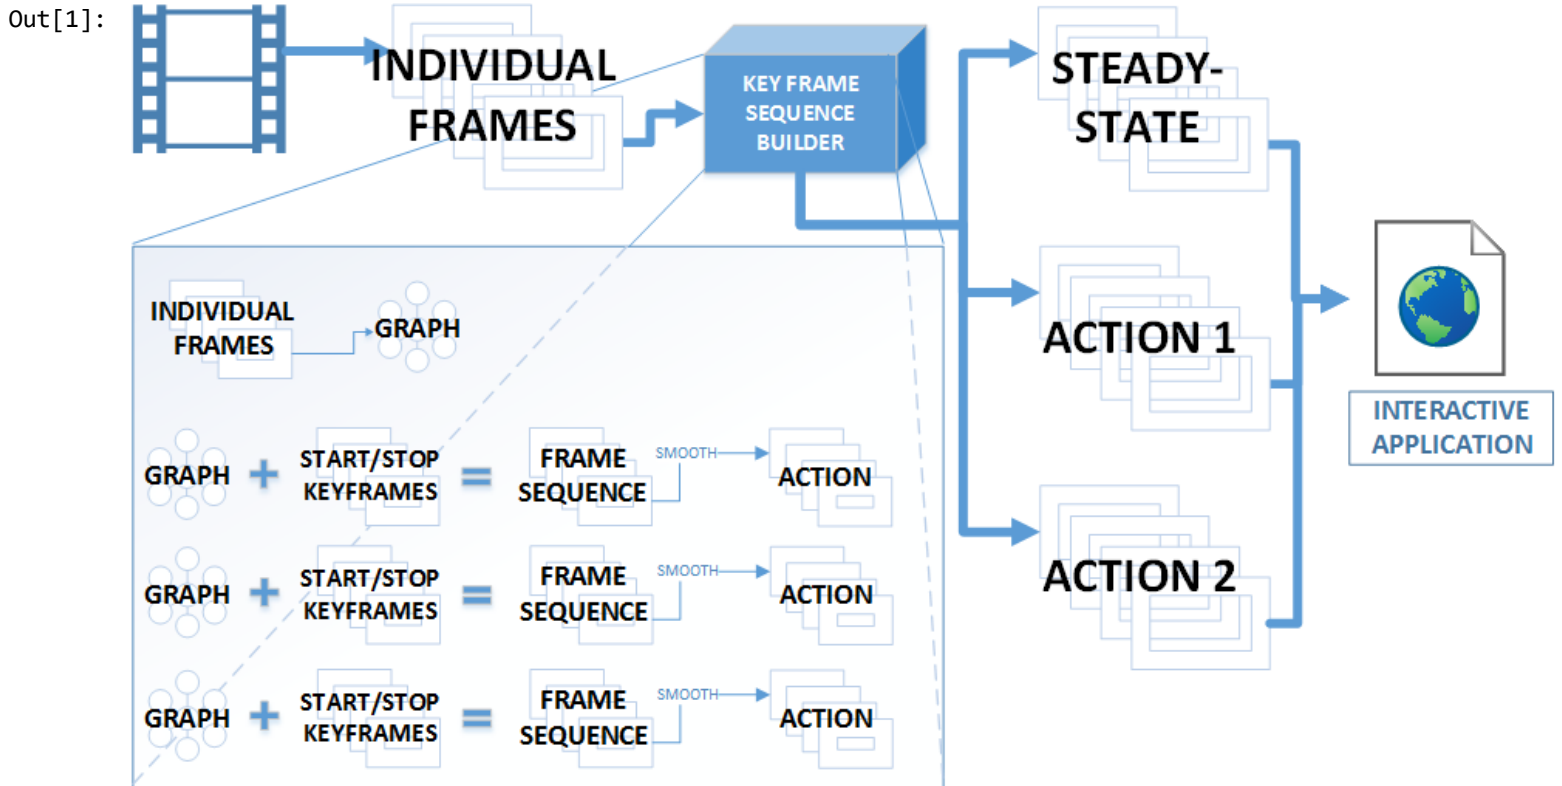 Out[1]:
INDIVIDUAL
FRAMES
KEY FRAME
SEQUENCE
BUILDER
STEADY-
STATE
ACTION 1
ACTION 2
INTERACTIVE
APPLICATION
INDIVIDUAL
FRAMES
GRAPH
GRAPH + START/STOP
KEYFRAMES = FRAME
SEQUENCE SMOOTH ACTION
GRAPH + START/STOP
KEYFRAMES = FRAME
SEQUENCE SMOOTH ACTION
GRAPH + START/STOP
KEYFRAMES = FRAME
SEQUENCE SMOOTH ACTION